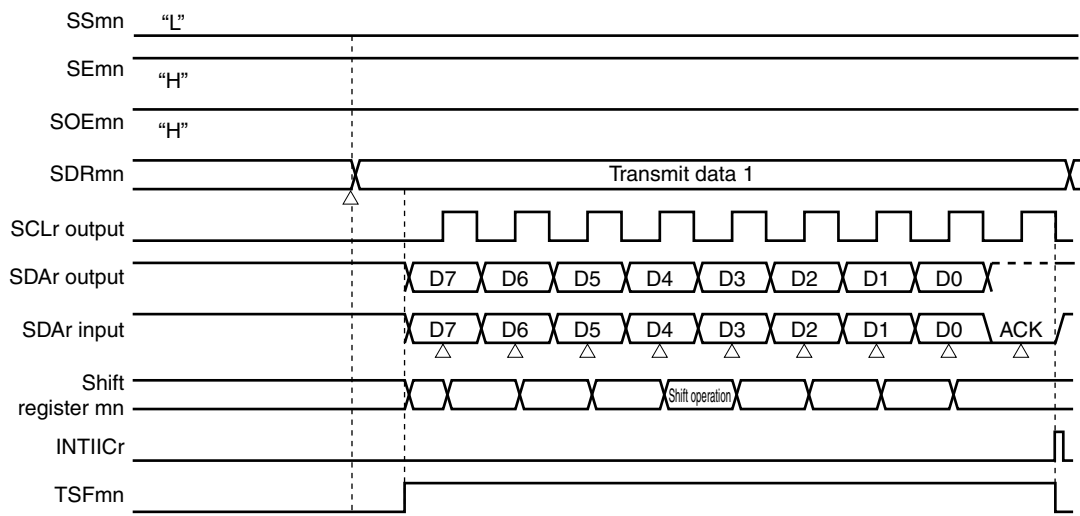 SSmn “L”
SEmn “H”
SOEmn “H”
SDRmn Transmit data 1
SCLr output
SDAr output D7 D6 D5 D4 D3 D2 D1 D0
SDAr input D7 D6 D5 D4 D3 D2 D1 D0 ACK
Shift
register mn Shift operation
INTIICr
TSFmn